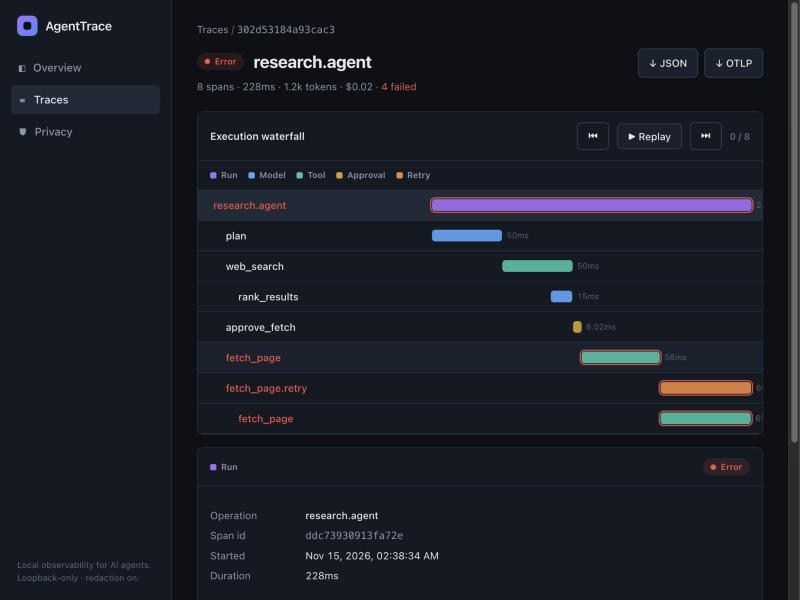 AgentTrace
Overview
Traces
Privacy
Local observability for AI agents.
Loopback-only · redaction on.
Traces / 302d53184a93cac3
Error research.agent
↓ JSON ↓ OTLP
8 spans · 228ms · 1.2k tokens · $0.02 · 4 failed
Execution waterfall
Replay
0 / 8
Run Model Tool Approval Retry
research.agent
plan 50ms
web_search 50ms
rank_results 15ms
approve_fetch 6.02ms
fetch_page 56ms
fetch_page.retry
fetch_page
Run Error
Operation research.agent
Span id ddc73930913fa72e
Started Nov 15, 2026, 02:38:34 AM
Duration 228ms